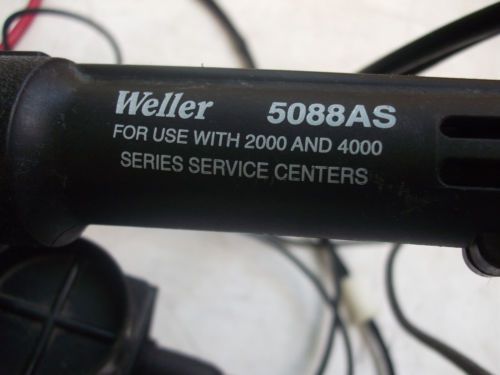 Weller 5088AS
FOR USE WITH 2000 AND 4000
SERIES SERVICE CENTERS